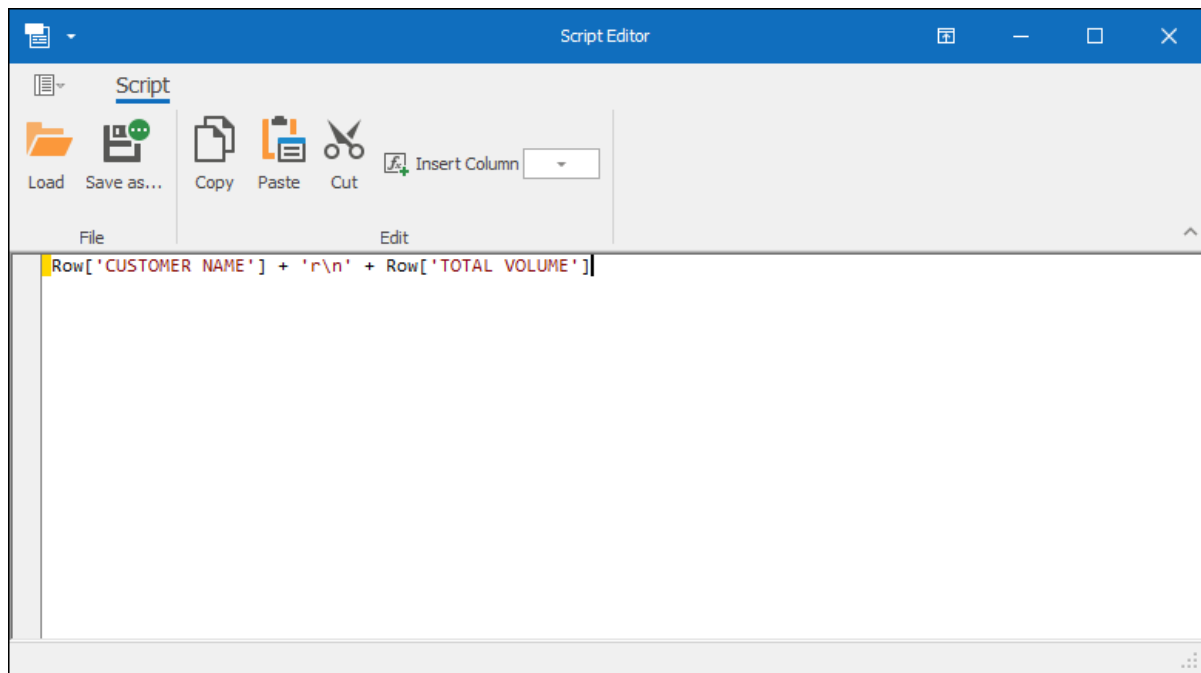 Script Editor
Script
Load
Save as...
Copy
Paste
Cut
Insert Column
File
Edit
Row['CUSTOMER NAME'] + 'r\n' + Row['TOTAL VOLUME']